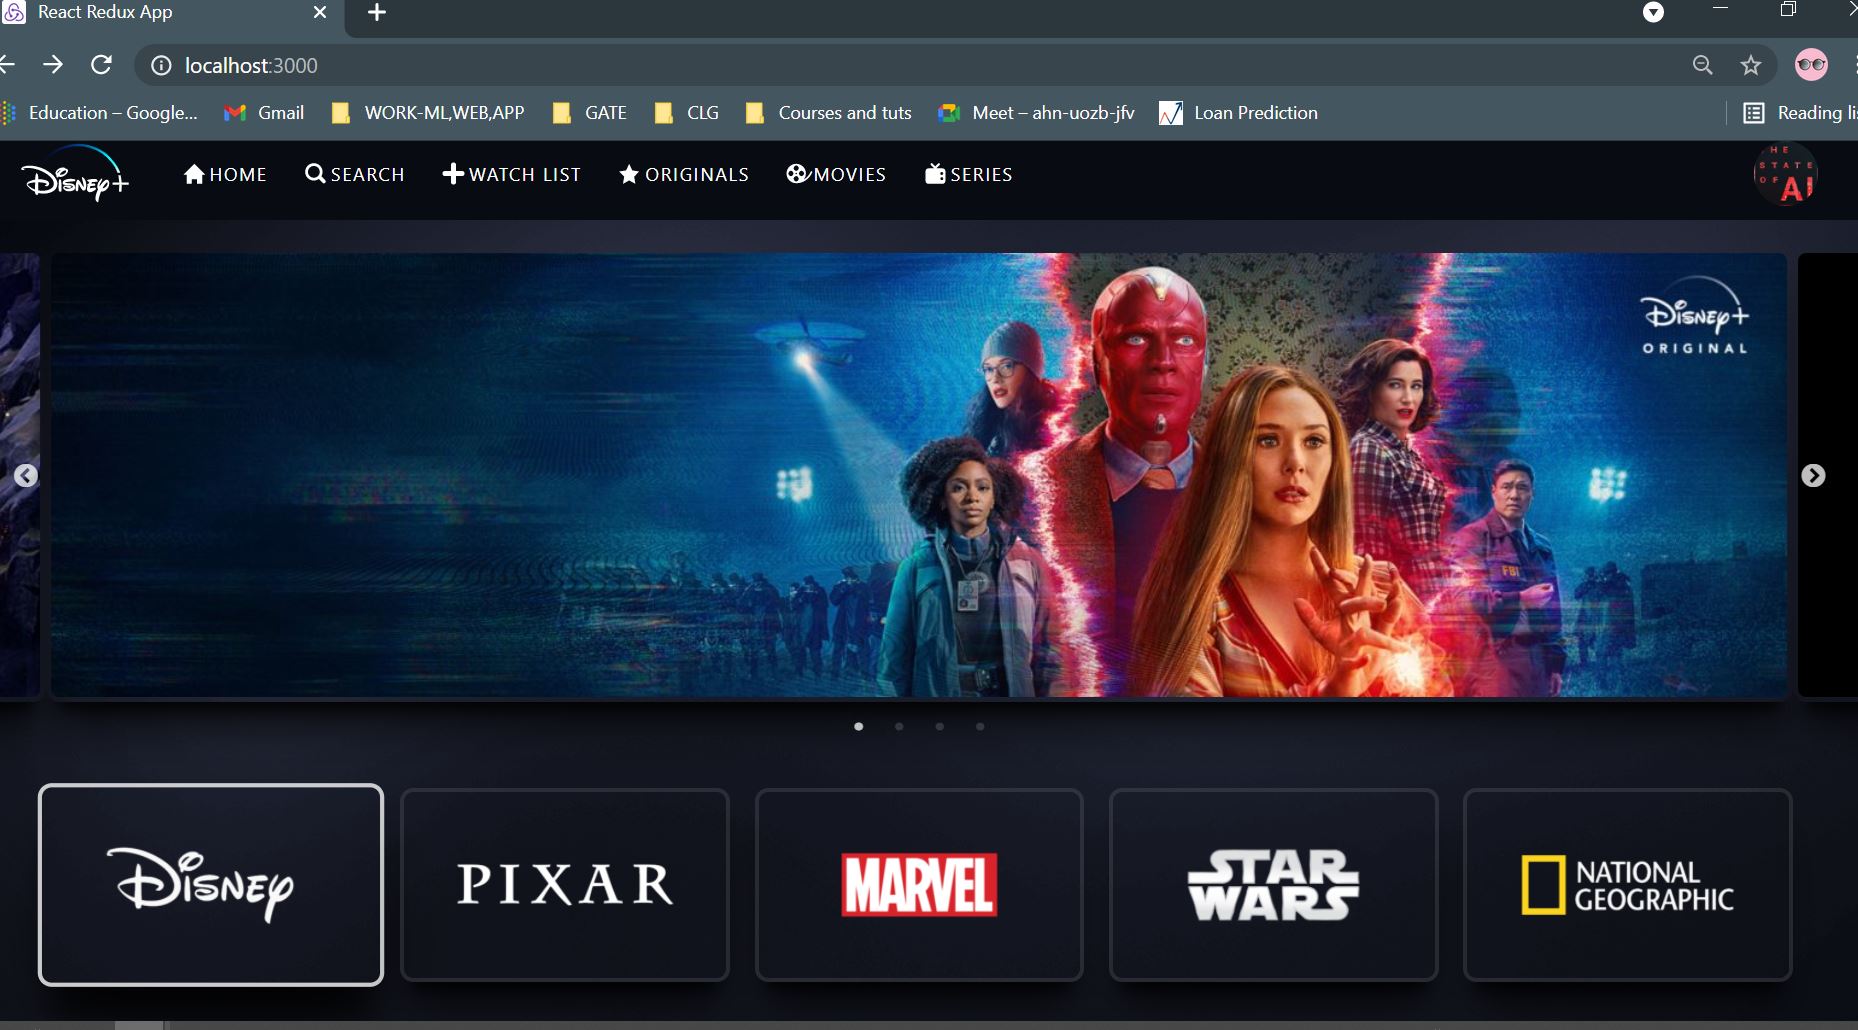 React Redux App
localhost:3000
Education – Google... Gmail WORK-ML,WEB,APP GATE CLG Courses and tuts Meet – ahn-uozb-jfv Loan Prediction Reading li
Disney+ HOME SEARCH WATCH LIST ORIGINALS MOVIES SERIES
THE
STATE
OF AI
Disney+
ORIGINAL
FBI
Disney
PIXAR
MARVEL
STAR
WARS
NATIONAL
GEOGRAPHIC